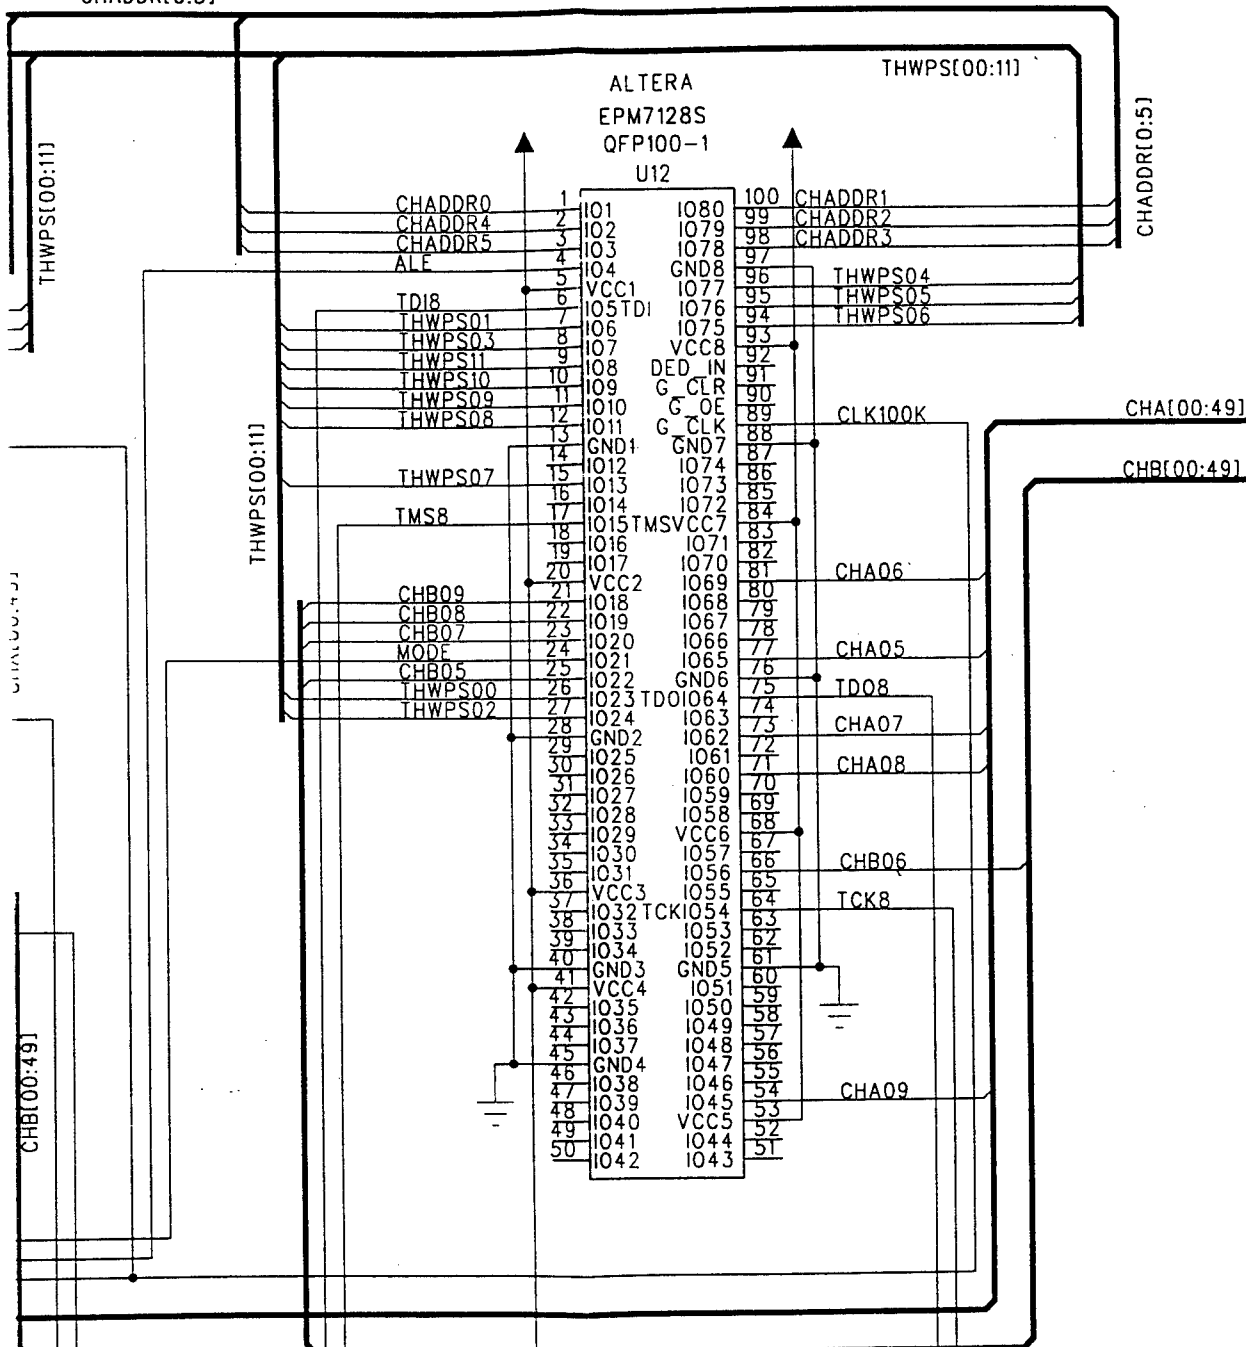 THWPS[00:11]
ALTERA
EPM7128S
QFP100-1
U12
THWPS[00:11]
CHADDR[0:5]
THWPS[00:11]
CHA[00:49]
CHB[00:49]
CHB[00:49]
CHADDR0 1 IO1
CHADDR4 2 IO2
CHADDR5 3 IO3
ALE 4 IO4
5 VCC1
TDI8 6 IO5TDI
THWPS01 7 IO6
THWPS03 8 IO7
THWPS11 9 IO8
THWPS10 10 IO9
THWPS09 11 IO10
THWPS08 12 IO11
13 GND1
14 IO12
THWPS07 15 IO13
16 IO14
TMS8 17 IO15TMS
18 IO16
19 IO17
20 VCC2
CHB09 21 IO18
CHB08 22 IO19
CHB07 23 IO20
MODE 24 IO21
CHB05 25 IO22
THWPS00 26 IO23
THWPS02 27 IO24
28 GND2
29 IO25
30 IO26
31 IO27
32 IO28
33 IO29
34 IO30
35 IO31
36 VCC3
37 IO32
38 IO33
39 IO34
40 GND3
41 VCC4
42 IO35
43 IO36
44 IO37
45 GND4
46 IO38
47 IO39
48 IO40
49 IO41
50 IO42
IO80 100 CHADDR1
IO79 99 CHADDR2
IO78 98 CHADDR3
GND8 97
IO77 96 THWPS04
IO76 95 THWPS05
IO75 94 THWPS06
VCC8 93
DED_IN 92
G_CLR 91
G_OE 90
G_CLK 89 CLK100K
GND7 88
IO74 87
IO73 86
IO72 85
VCC7 84
IO71 83
IO70 82
IO69 81 CHA06
IO68 80
IO67 79
IO66 78
IO65 77 CHA05
GND6 76
TDOIO64 75 TDO8
IO63 74
IO62 73 CHA07
IO61 72
IO60 71 CHA08
IO59 70
IO58 69
VCC6 68
IO57 67
IO56 66 CHB06
IO55 65
TCKIO54 64 TCK8
IO53 63
IO52 62
GND5 61
IO51 60
IO50 59
IO49 58
IO48 57
IO47 56
IO46 55
IO45 54 CHA09
VCC5 53
IO44 52
IO43 51